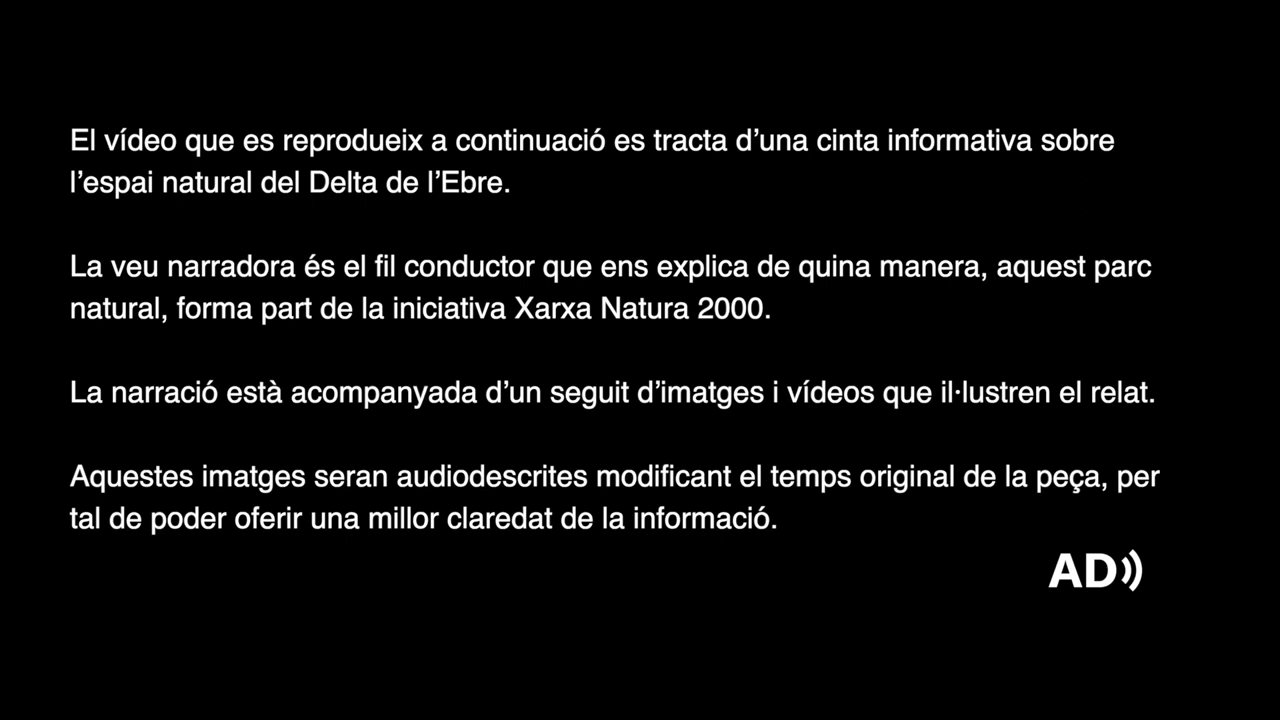 El vídeo que es reprodueix a continuació es tracta d’una cinta informativa sobre
l’espai natural del Delta de l’Ebre.
La veu narradora és el fil conductor que ens explica de quina manera, aquest parc
natural, forma part de la iniciativa Xarxa Natura 2000.
La narració està acompanyada d’un seguit d’imatges i vídeos que il·lustren el relat.
Aquestes imatges seran audiodescrites modificant el temps original de la peça, per
tal de poder oferir una millor claredat de la informació.
AD